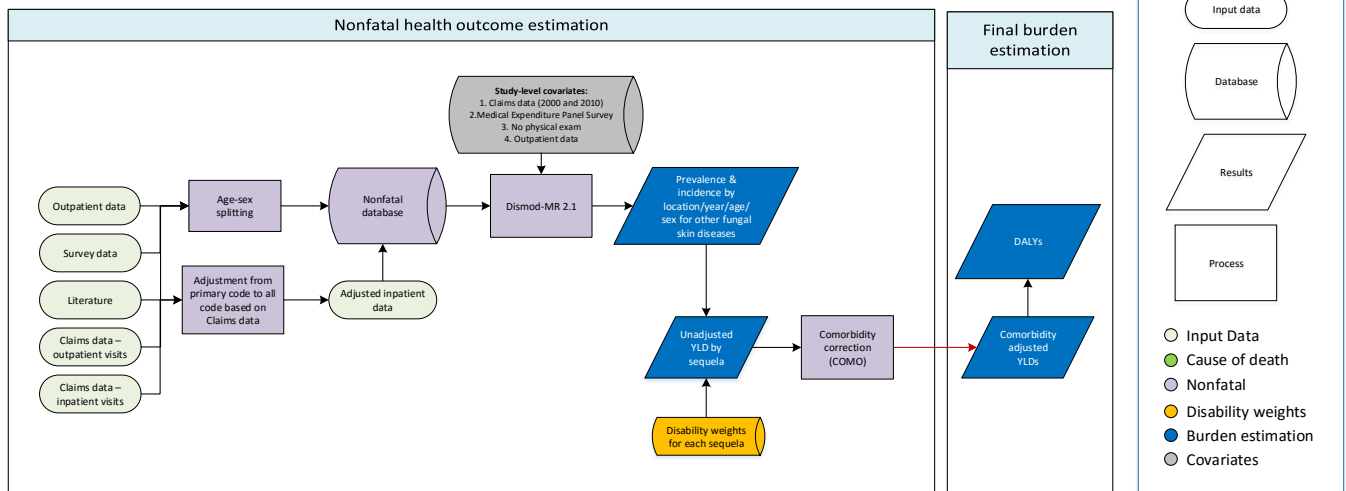 Nonfatal health outcome estimation
Final burden
estimation
Study-level covariates:
1. Claims data (2000 and 2010)
2.Medical Expenditure Panel Survey
3. No physical exam
4. Outpatient data
Outpatient data
Survey data
Literature
Claims data –
outpatient visits
Claims data –
inpatient visits
Age-sex
splitting
Adjustment from
primary code to all
code based on
Claims data
Nonfatal
database
Adjusted inpatient
data
Dismod-MR 2.1
Prevalence &
incidence by
location/year/age/
sex for other fungal
skin diseases
Unadjusted
YLD by
sequela
Disability weights
for each sequela
Comorbidity
correction
(COMO)
DALYs
Comorbidity
adjusted
YLDs
Input data
Database
Results
Process
Input Data
Cause of death
Nonfatal
Disability weights
Burden estimation
Covariates